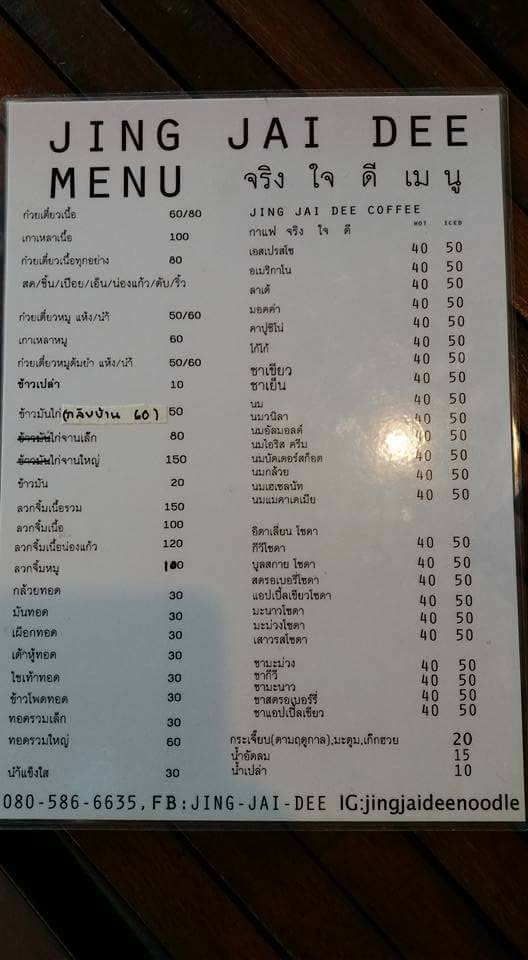 JING JAI DEE
MENU จริง ใจ ดี เมนู
ก๋วยเตี๋ยวเนื้อ 60/80
เกาเหลาเนื้อ 100
ก๋วยเตี๋ยวเนื้อทุกอย่าง 80
สด/ชิ้น/เปือย/เอ็น/น่องแก้ว/ตับ/ริ้ว
ก๋วยเตี๋ยวหมู แห้ง/น้ำ 50/60
เกาเหลาหมู 60
ก๋วยเตี๋ยวหมูต้มยำ แห้ง/น้ำ 50/60
ข้าวเปล่า 10
ข้าวมันไก่(กลับบ้าน 60) 50
ข้าวมันไก่จานเล็ก 80
ข้าวมันไก่จานใหญ่ 150
ข้าวมัน 20
ลวกจิ้มเนื้อรวม 150
ลวกจิ้มเนื้อ 100
ลวกจิ้มเนื้อน่องแก้ว 120
ลวกจิ้มหมู 100
กล้วยทอด 30
มันทอด 30
เผือกทอด 30
เต้าหู้ทอด 30
ไชเท้าทอด 30
ข้าวโพดทอด 30
ทอดรวมเล็ก 30
ทอดรวมใหญ่ 60
น้ำแข็งใส 30
JING JAI DEE COFFEE
กาแฟ จริง ใจ ดี HOT ICED
เอสเปรสโซ 40 50
อเมริกาโน 40 50
ลาเต้ 40 50
มอคค่า 40 50
คาปูชิโน่ 40 50
โก้โก้ 40 50
ชาเขียว 40 50
ชาเย็น 40 50
นม 40 50
นมวนิลา 40 50
นมอัลมอลด์ 40 50
นมไอริส ครีม 50
นมบัตเตอร์สก็อต 40 50
นมกล้วย 40 50
นมเฮเซลนัท 40 50
นมแมคาเดเมีย 40 50
อิตาเลี่ยน โซดา
กีวีโซดา 40 50
บูลสกาย โซดา 40 50
สตรอเบอรี่โซดา 40 50
แอปเปิ้ลเขียวโซดา 40 50
มะนาวโซดา 40 50
มะม่วงโซดา 40 50
เสาวรสโซดา 40 50
ชามะม่วง 40 50
ชากีวี 40 50
ชามะนาว 40 50
ชาสตรอเบอร์รี่ 40 50
ชาแอปเปิ้ลเขียว 40 50
กระเจี๊ยบ(ตามฤดูกาล),มะตูม,เก๊กฮวย 20
น้ำอัดลม 15
น้ำเปล่า 10
080-586-6635,FB:JING-JAI-DEE IG:jingjaideenoodle